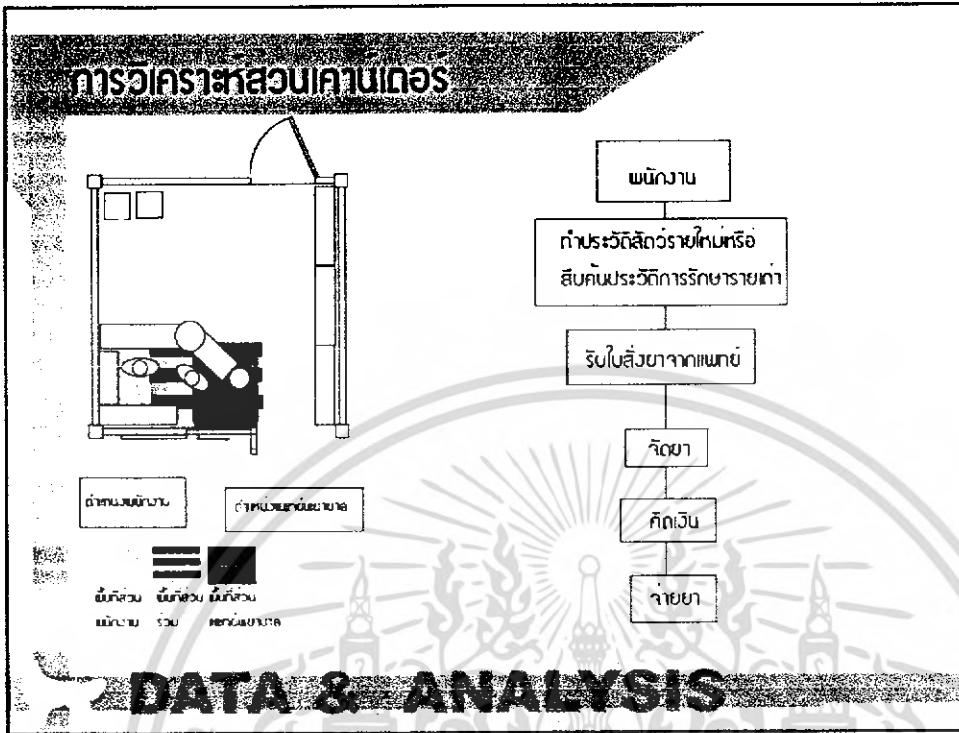 การวิเคราะห์ส่วนเคาน์เตอร์
พนักงาน
ทำประวัติสัตว์รายใหม่หรือ
สืบค้นประวัติการรักษารายเก่า
รับใบสั่งยาจากแพทย์
จัดยา
คิดเงิน
จ่ายยา
ตำแหน่งพนักงาน
ตำแหน่งแพทย์พยาบาล
พื้นที่ส่วน พื้นที่ส่วน พื้นที่ส่วน
พนักงาน รวม แพทย์พยาบาล
DATA & ANALYSIS